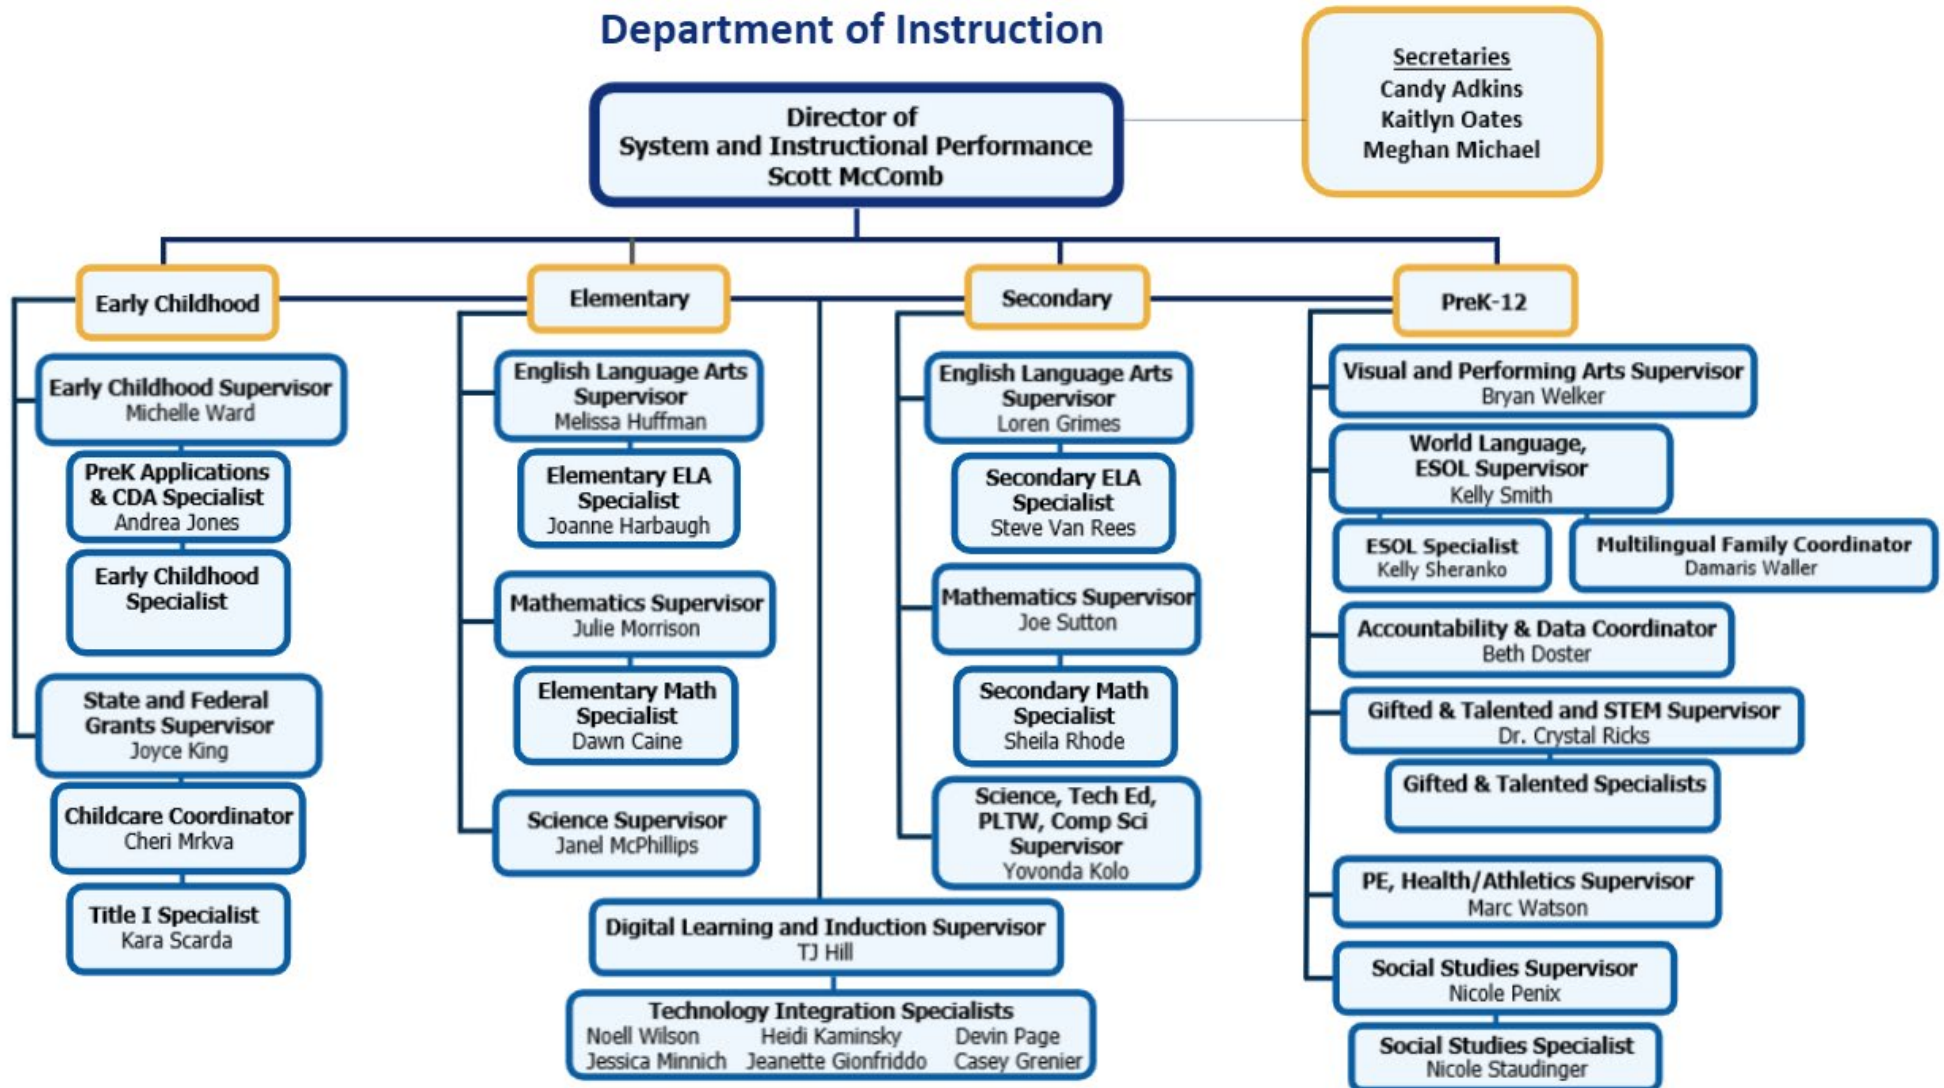 Department of Instruction
Secretaries
Candy Adkins
Kaitlyn Oates
Meghan Michael
Director of
System and Instructional Performance
Scott McComb
Early Childhood
Early Childhood Supervisor
Michelle Ward
PreK Applications
& CDA Specialist
Andrea Jones
Early Childhood
Specialist
State and Federal
Grants Supervisor
Joyce King
Childcare Coordinator
Cheri Mrkva
Title I Specialist
Kara Scarda
Elementary
English Language Arts
Supervisor
Melissa Huffman
Elementary ELA
Specialist
Joanne Harbaugh
Mathematics Supervisor
Julie Morrison
Elementary Math
Specialist
Dawn Caine
Science Supervisor
Janel McPhillips
Digital Learning and Induction Supervisor
TJ Hill
Technology Integration Specialists
Noell Wilson Heidi Kaminsky Devin Page
Jessica Minnich Jeanette Gionfriddo Casey Grenier
Secondary
English Language Arts
Supervisor
Loren Grimes
Secondary ELA
Specialist
Steve Van Rees
Mathematics Supervisor
Joe Sutton
Secondary Math
Specialist
Sheila Rhode
Science, Tech Ed,
PLTW, Comp Sci
Supervisor
Yovonda Kolo
PreK-12
Visual and Performing Arts Supervisor
Bryan Welker
World Language,
ESOL Supervisor
Kelly Smith
ESOL Specialist
Kelly Sheranko
Multilingual Family Coordinator
Damaris Waller
Accountability & Data Coordinator
Beth Doster
Gifted & Talented and STEM Supervisor
Dr. Crystal Ricks
Gifted & Talented Specialists
PE, Health/Athletics Supervisor
Marc Watson
Social Studies Supervisor
Nicole Penix
Social Studies Specialist
Nicole Staudinger